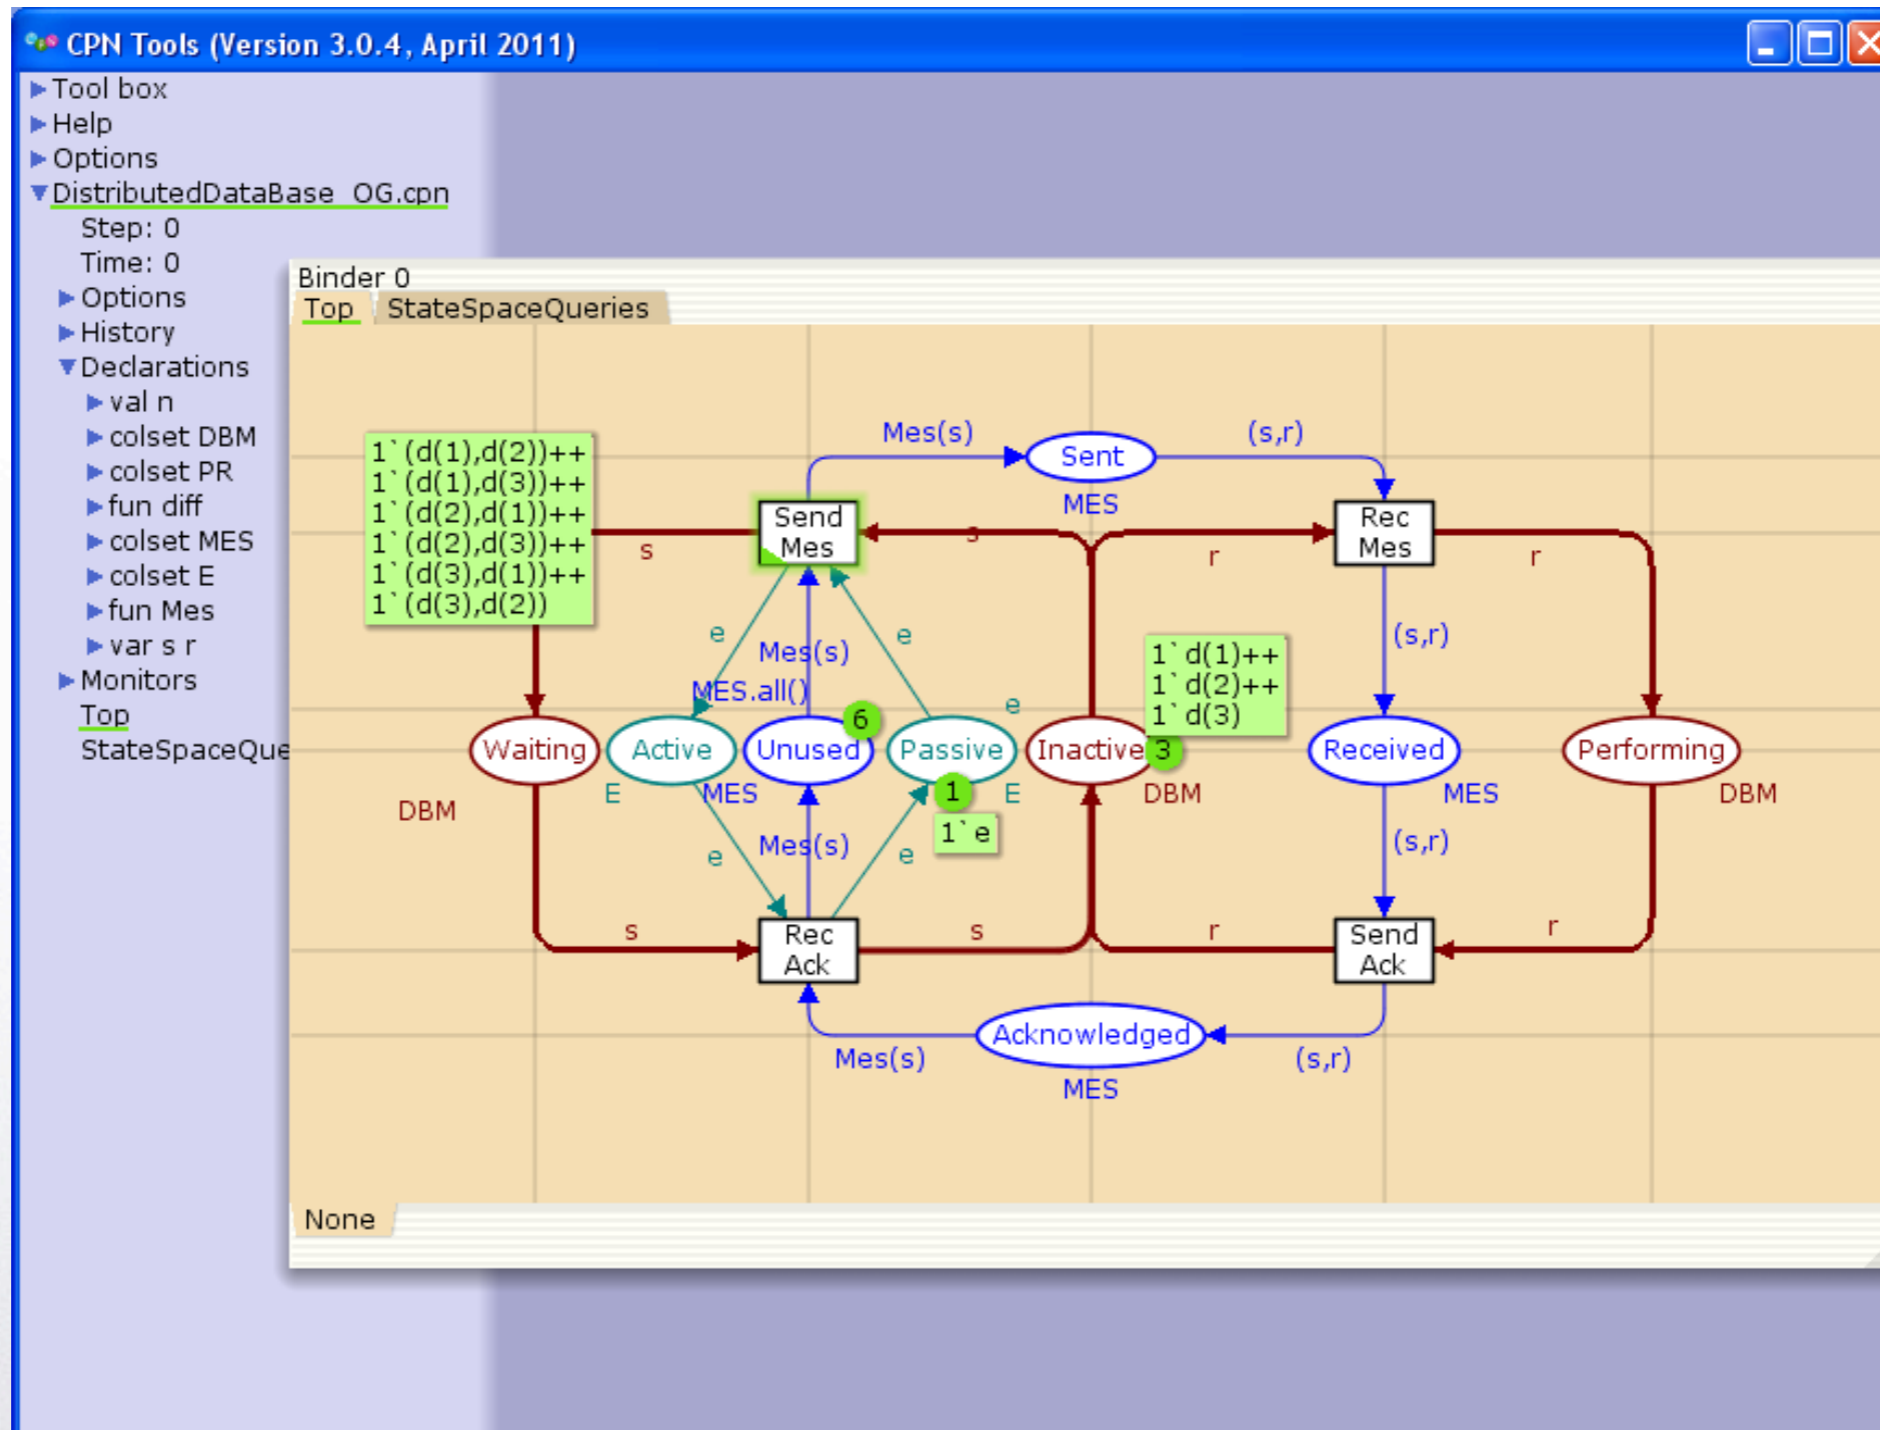 CPN Tools (Version 3.0.4, April 2011)
Tool box
Help
Options
DistributedDataBase_OG.cpn
Step: 0
Time: 0
Options
History
Declarations
val n
colset DBM
colset PR
fun diff
colset MES
colset E
fun Mes
var s r
Monitors
Top
StateSpaceQue
Binder 0
Top StateSpaceQueries
1`(d(1),d(2))++
1`(d(1),d(3))++
1`(d(2),d(1))++
1`(d(2),d(3))++
1`(d(3),d(1))++
1`(d(3),d(2))
Mes(s)
Sent
MES
(s,r)
Send
Mes
s
s
r
Rec
Mes
r
e
Mes(s)
e
MES.all()
(s,r)
1`d(1)++
1`d(2)++
1`d(3)
e
6
Waiting
Active
Unused
Passive
Inactive
3
Received
Performing
DBM
E
MES
1
E
DBM
MES
DBM
1`e
e
Mes(s)
e
(s,r)
s
Rec
Ack
s
r
Send
Ack
r
Mes(s)
Acknowledged
MES
(s,r)
None